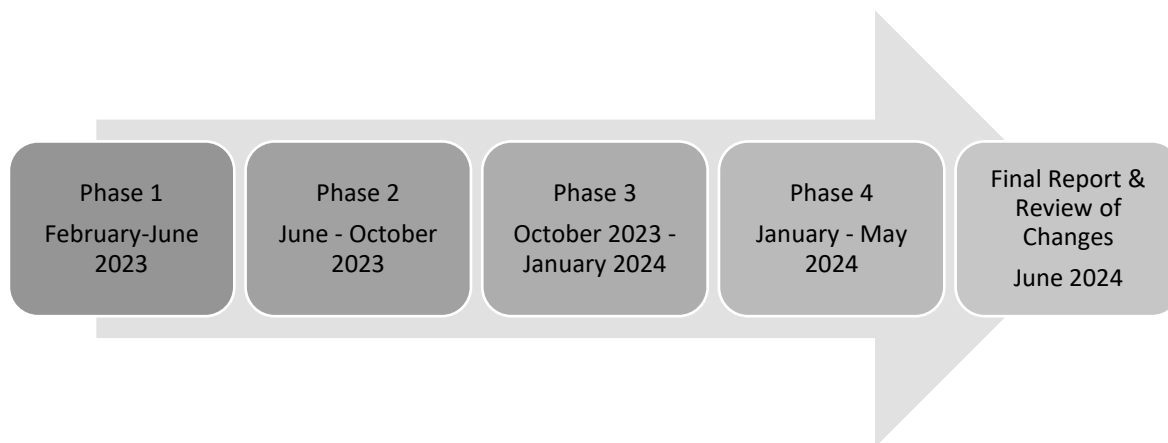 Phase 1
February-June
2023
Phase 2
June - October
2023
Phase 3
October 2023 -
January 2024
Phase 4
January - May
2024
Final Report &
Review of
Changes
June 2024